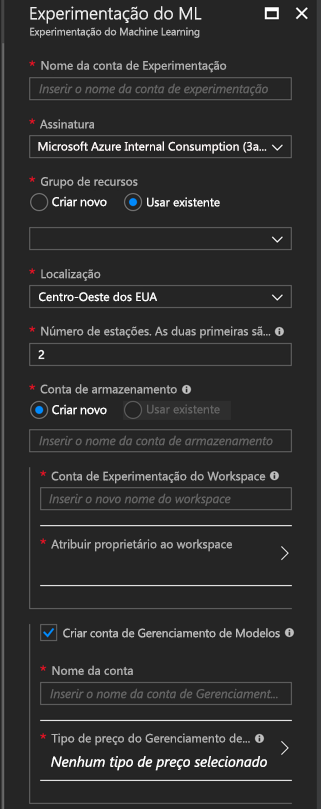 Experimentação do ML
Experimentação do Machine Learning
* Nome da conta de Experimentação
Inserir o nome da conta de experimentação
* Assinatura
Microsoft Azure Internal Consumption (3a...
* Grupo de recursos
Criar novo Usar existente
* Localização
Centro-Oeste dos EUA
* Número de estações. As duas primeiras sã...
2
* Conta de armazenamento
Criar novo Usar existente
Inserir o nome da conta de armazenamento
* Conta de Experimentação do Workspace
Inserir o novo nome do workspace
* Atribuir proprietário ao workspace
Criar conta de Gerenciamento de Modelos
* Nome da conta
Inserir o nome da conta de Gerenciament...
* Tipo de preço do Gerenciamento de...
Nenhum tipo de preço selecionado